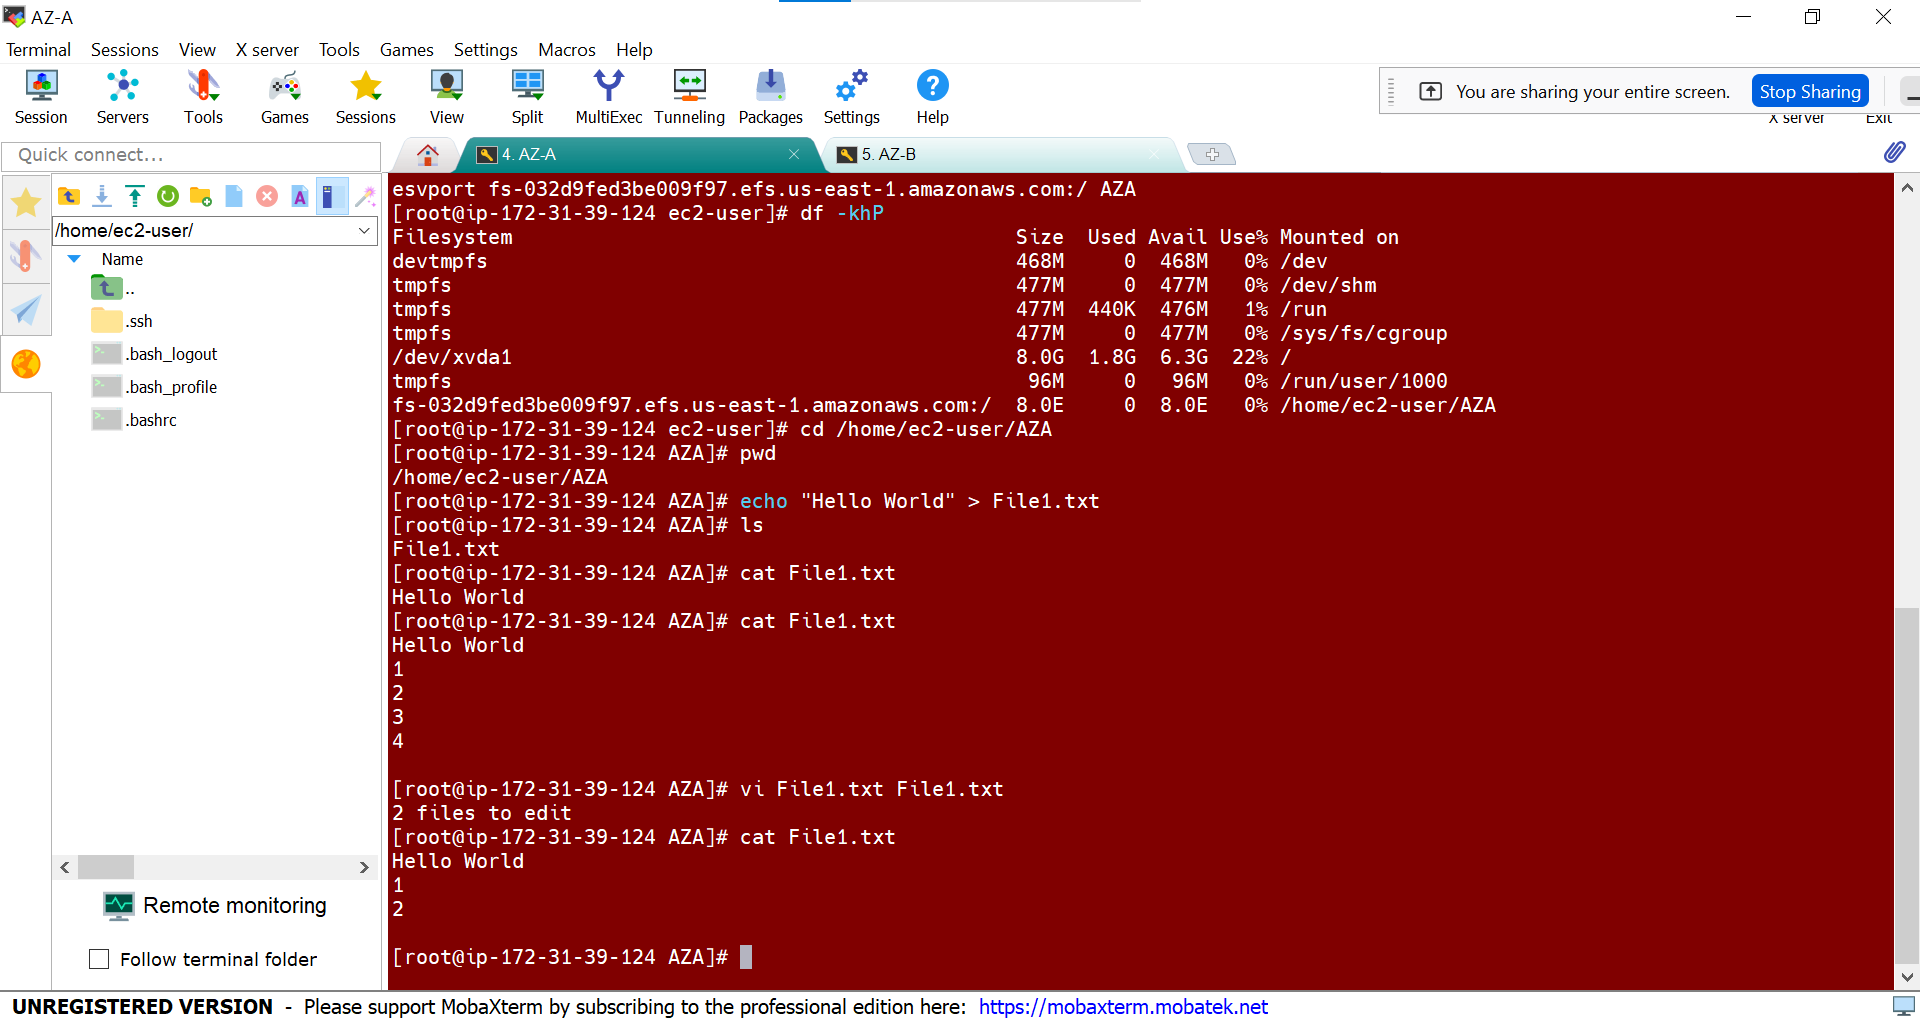 AZ-A
Terminal Sessions View X server Tools Games Settings Macros Help
Session Servers Tools Games Sessions View Split MultiExec Tunneling Packages Settings Help
You are sharing your entire screen. Stop Sharing
X server Exit
Quick connect...
4. AZ-A
5. AZ-B
/home/ec2-user/
Name
..
.ssh
.bash_logout
.bash_profile
.bashrc
Remote monitoring
Follow terminal folder
esvport fs-032d9fed3be009f97.efs.us-east-1.amazonaws.com:/ AZA
[root@ip-172-31-39-124 ec2-user]# df -khP
Filesystem Size Used Avail Use% Mounted on
devtmpfs 468M 0 468M 0% /dev
tmpfs 477M 0 477M 0% /dev/shm
tmpfs 477M 440K 476M 1% /run
tmpfs 477M 0 477M 0% /sys/fs/cgroup
/dev/xvda1 8.0G 1.8G 6.3G 22% /
tmpfs 96M 0 96M 0% /run/user/1000
fs-032d9fed3be009f97.efs.us-east-1.amazonaws.com:/ 8.0E 0 8.0E 0% /home/ec2-user/AZA
[root@ip-172-31-39-124 ec2-user]# cd /home/ec2-user/AZA
[root@ip-172-31-39-124 AZA]# pwd
/home/ec2-user/AZA
[root@ip-172-31-39-124 AZA]# echo "Hello World" > File1.txt
[root@ip-172-31-39-124 AZA]# ls
File1.txt
[root@ip-172-31-39-124 AZA]# cat File1.txt
Hello World
[root@ip-172-31-39-124 AZA]# cat File1.txt
Hello World
1
2
3
4
[root@ip-172-31-39-124 AZA]# vi File1.txt File1.txt
2 files to edit
[root@ip-172-31-39-124 AZA]# cat File1.txt
Hello World
1
2
[root@ip-172-31-39-124 AZA]#
UNREGISTERED VERSION - Please support MobaXterm by subscribing to the professional edition here: https://mobaxterm.mobatek.net